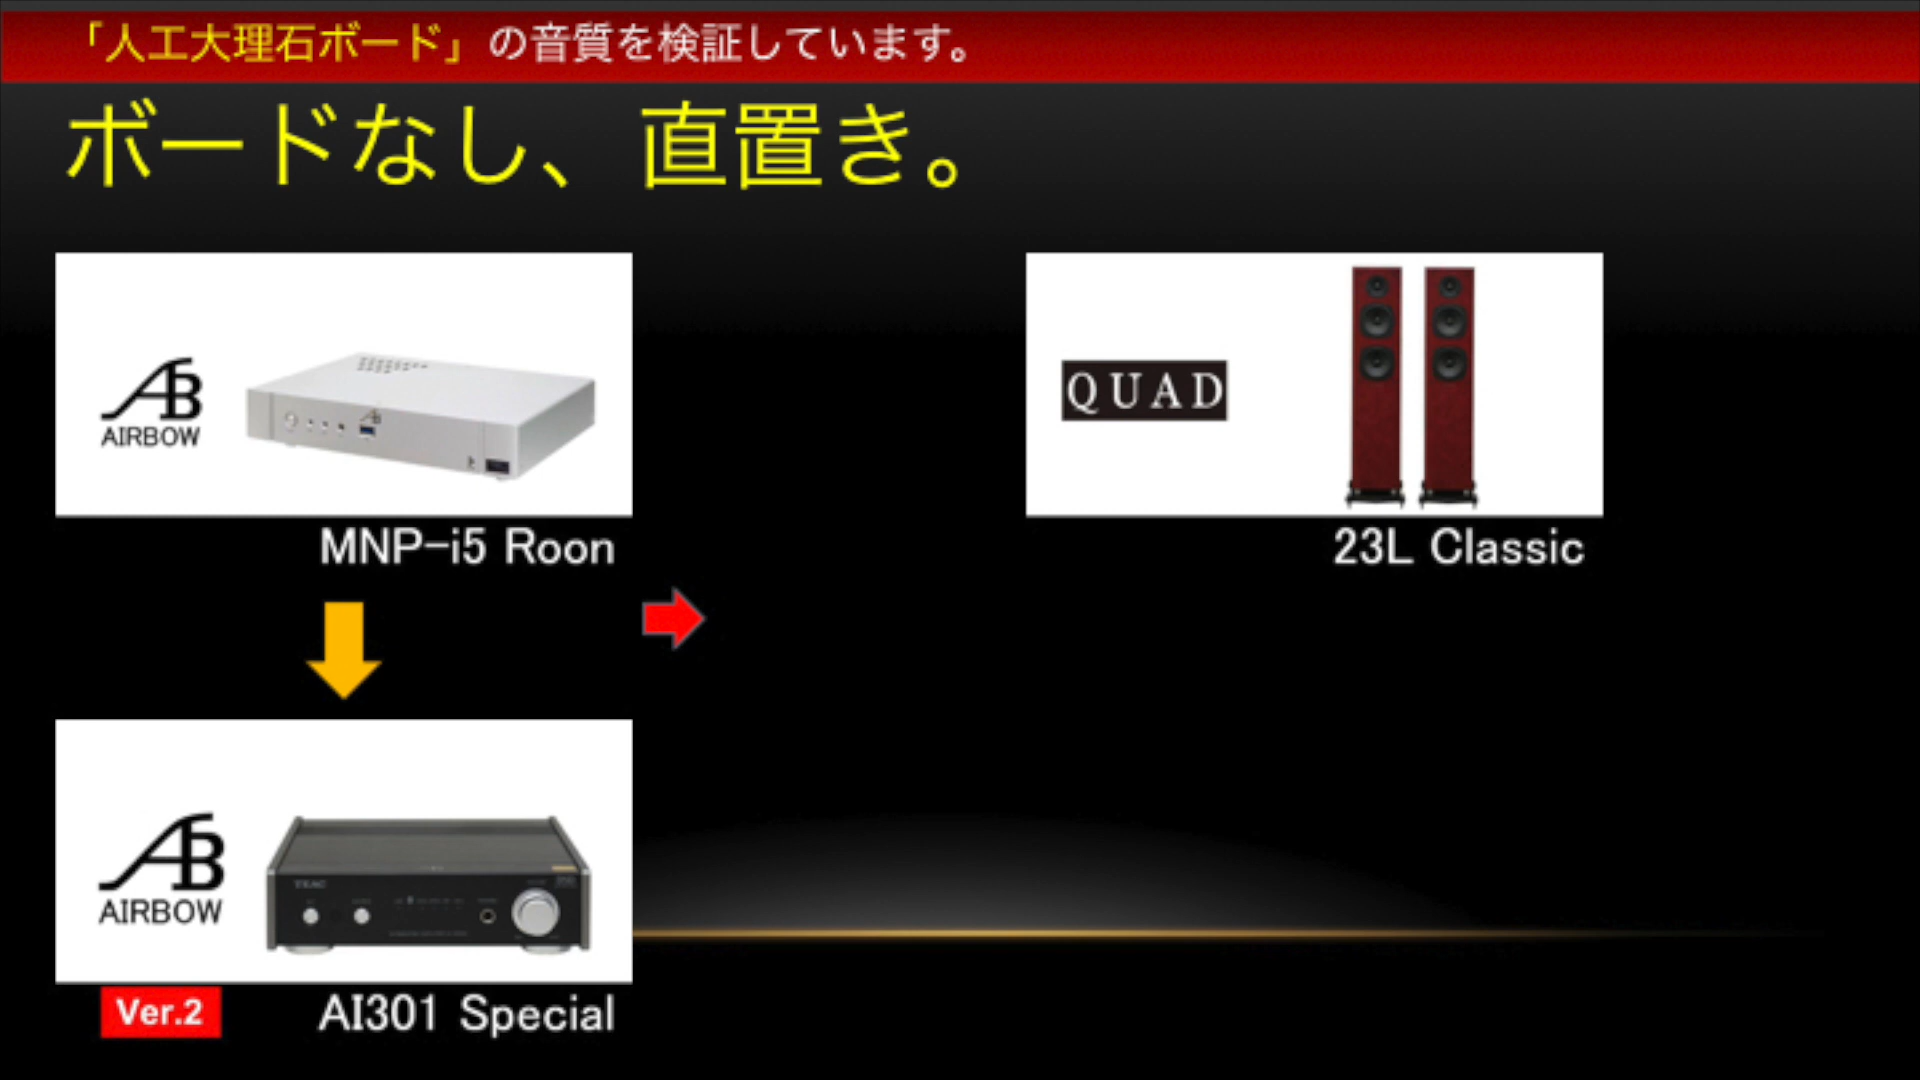 「人工大理石ボード」の音質を検証しています。
ボードなし、直置き。
AIRBOW
MNP-i5 Roon
QUAD
23L Classic
AIRBOW
TEAC
Ver.2
AI301 Special